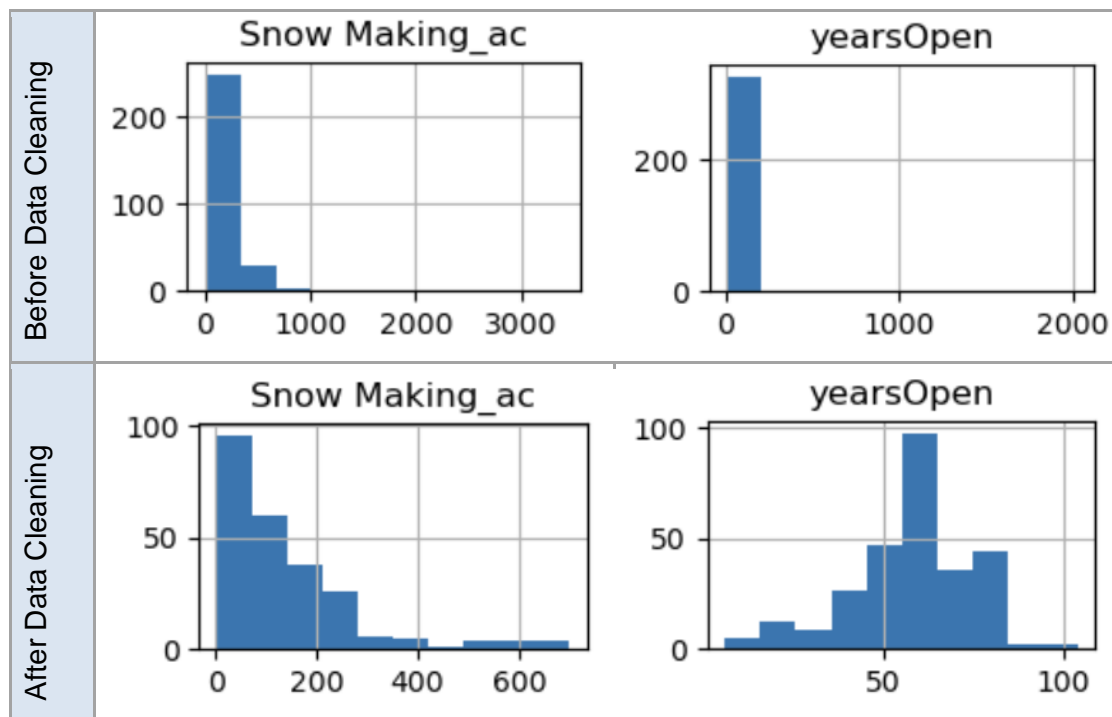 Before Data Cleaning
Snow Making_ac
200
100
0
0 1000 2000 3000
yearsOpen
200
0
0 1000 2000
After Data Cleaning
Snow Making_ac
100
50
0
0 200 400 600
yearsOpen
100
50
0
50 100